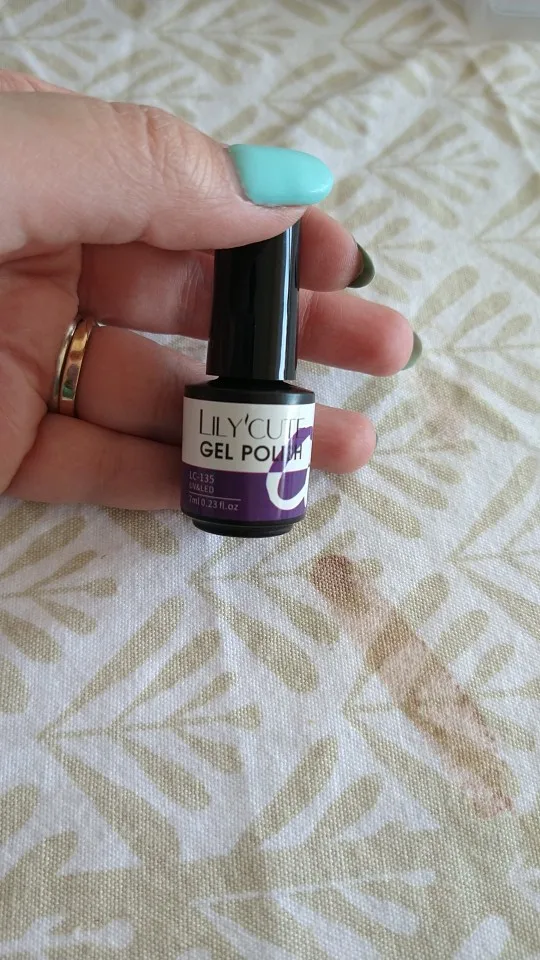 LILY'CUTE
GEL POLISH
LC-135
UV&LED
7ml 0.23 fl.oz